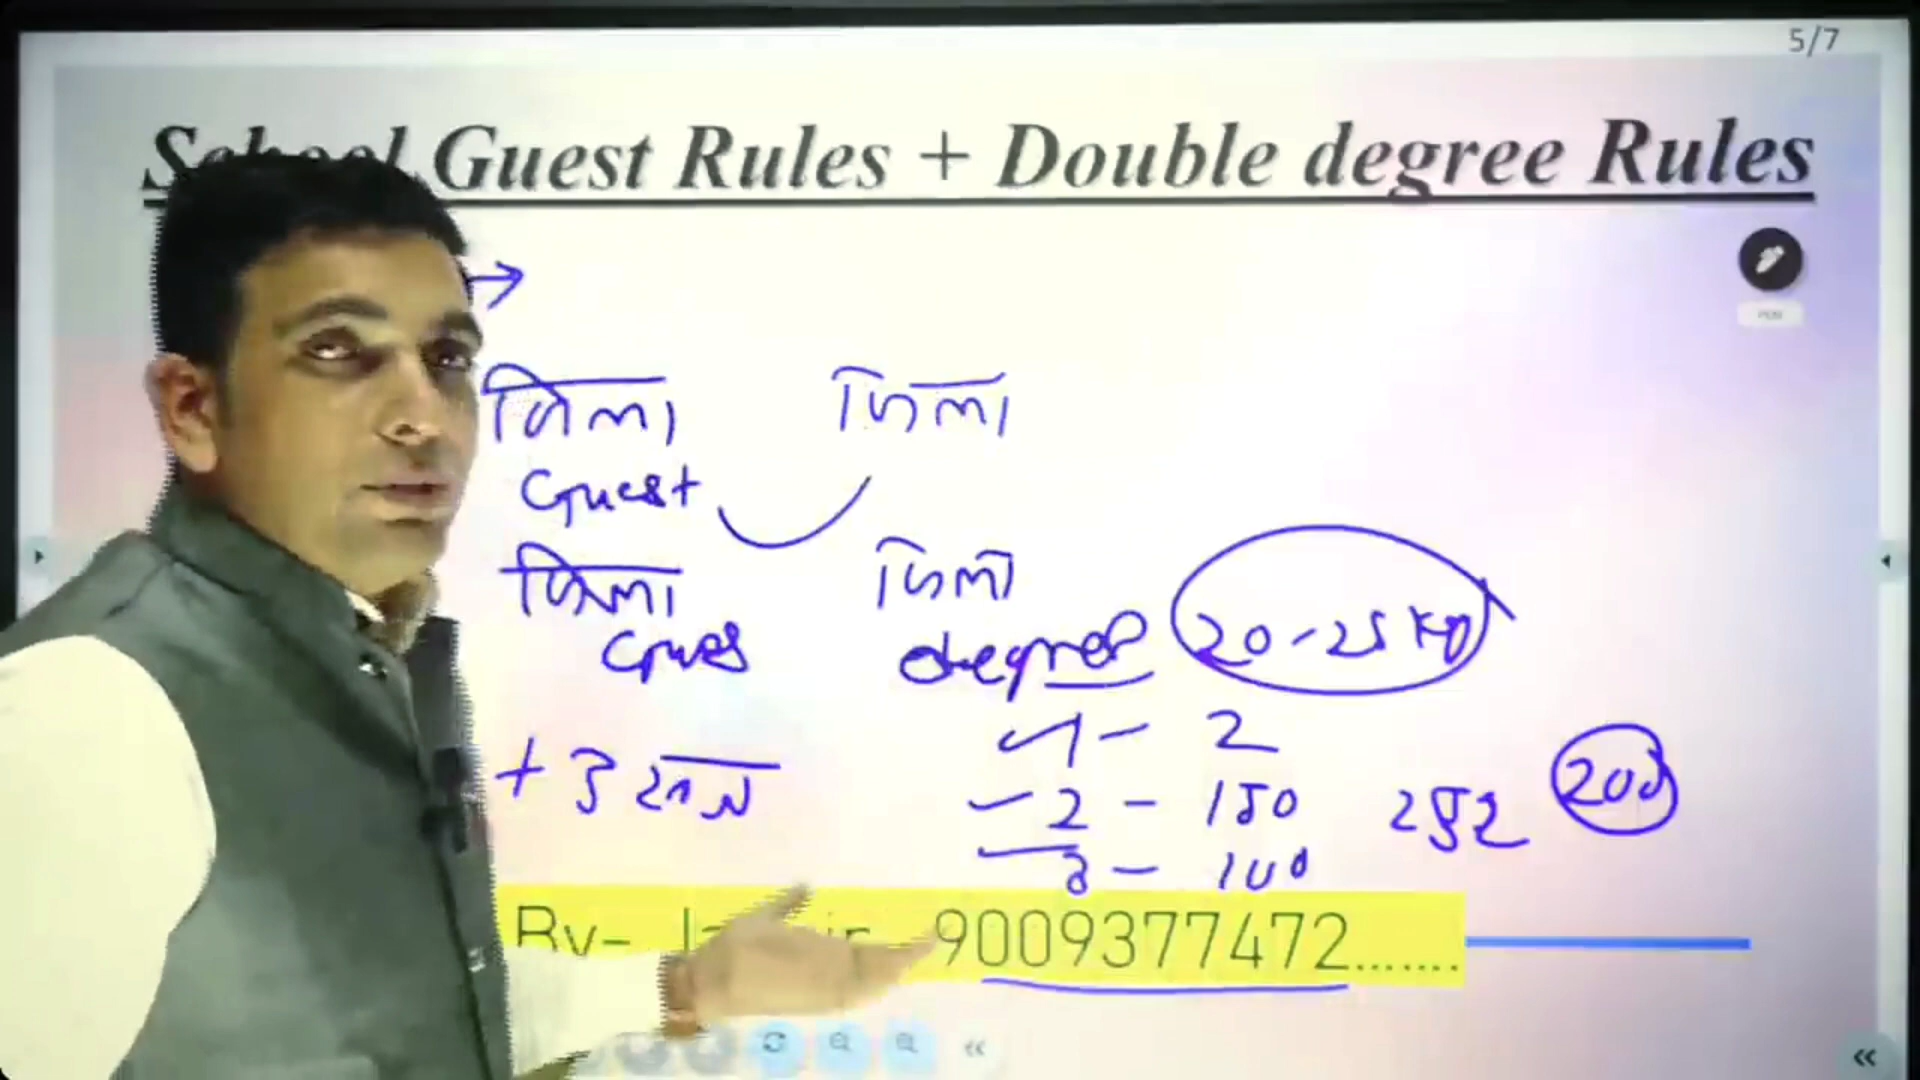 5/7
School Guest Rules + Double degree Rules
→
जिला जिला
Guest
जिला जिला
Gues degree 20-25 KM
1 - 2
+ 3 साल 2 - 150 252 200
3 - 100
By- 9009377472.......